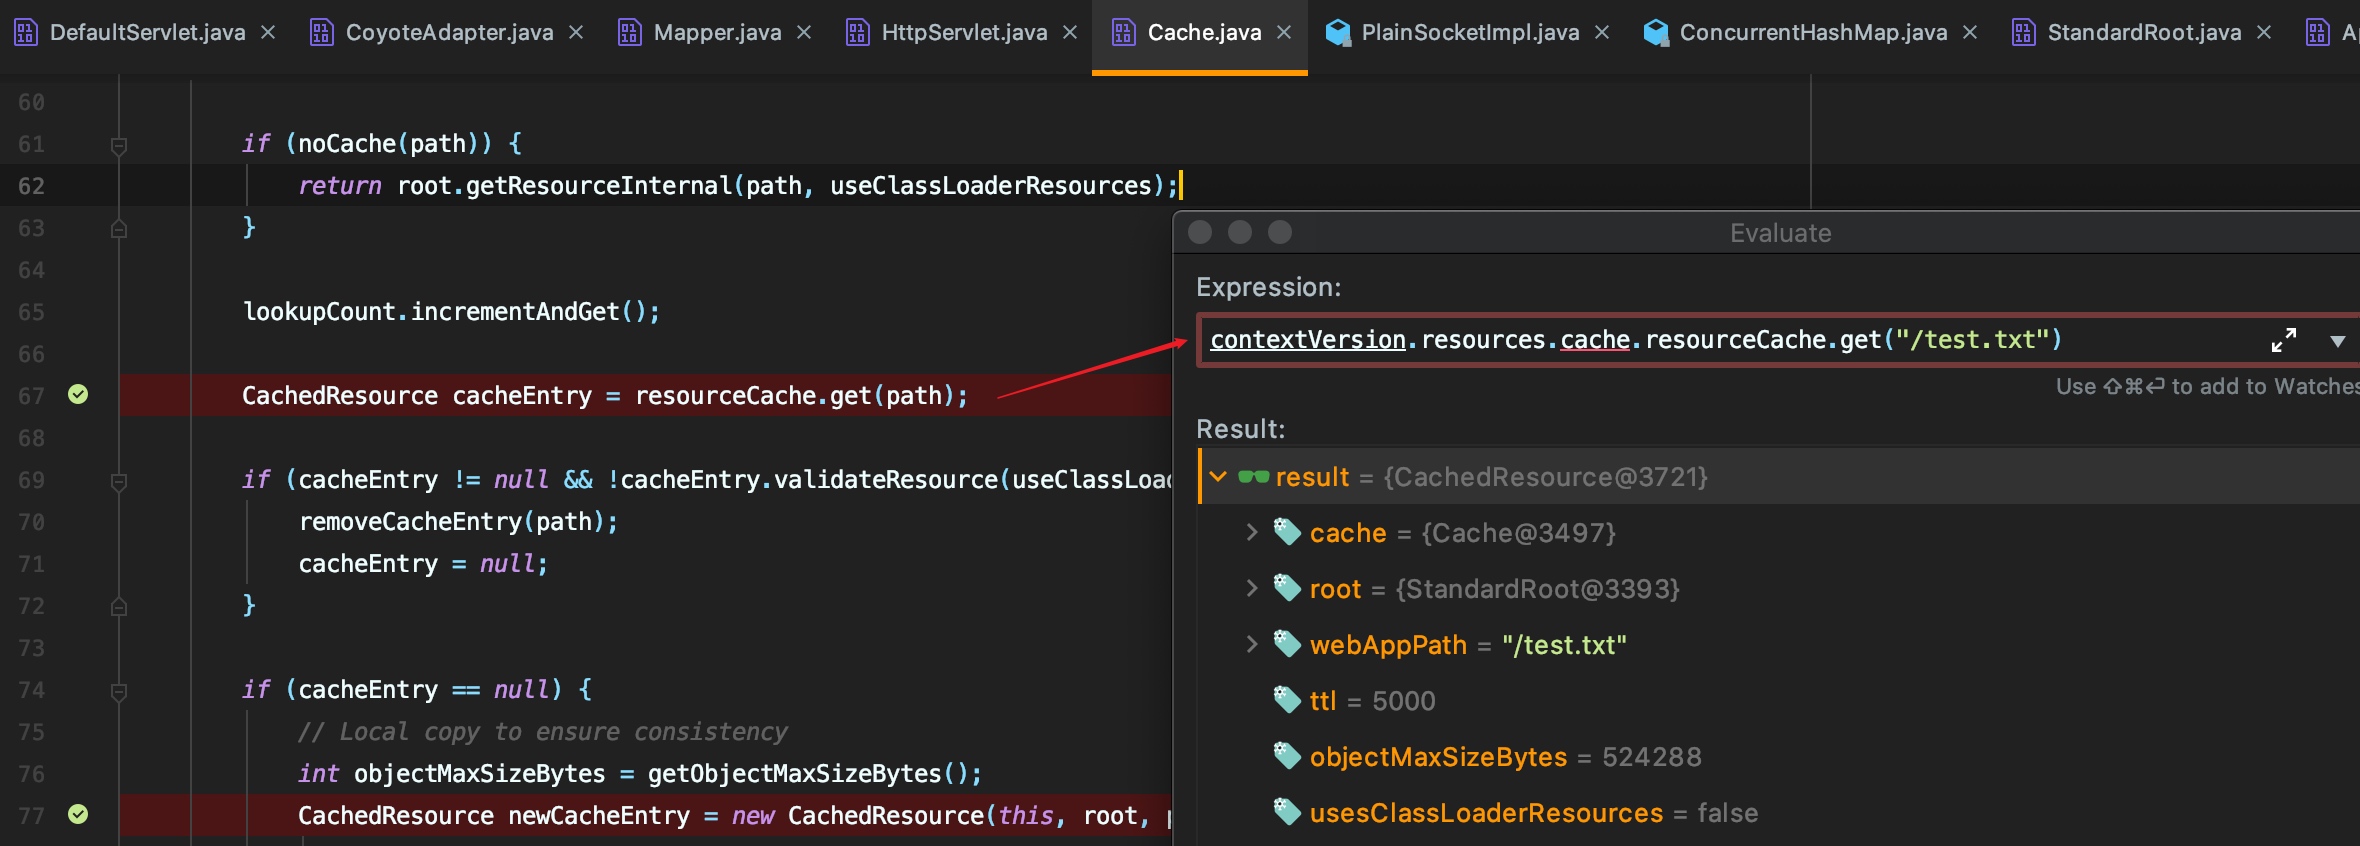 DefaultServlet.java × CoyoteAdapter.java × Mapper.java × HttpServlet.java × Cache.java × PlainSocketImpl.java × ConcurrentHashMap.java × StandardRoot.java ×
60
61 if (noCache(path)) {
62 return root.getResourceInternal(path, useClassLoaderResources);
63 }
64
65 lookupCount.incrementAndGet();
66
67 CachedResource cacheEntry = resourceCache.get(path);
68
69 if (cacheEntry != null && !cacheEntry.validateResource(useClassLoad
70 removeCacheEntry(path);
71 cacheEntry = null;
72 }
73
74 if (cacheEntry == null) {
75 // Local copy to ensure consistency
76 int objectMaxSizeBytes = getObjectMaxSizeBytes();
77 CachedResource newCacheEntry = new CachedResource(this, root, p
Evaluate
Expression:
contextVersion.resources.cache.resourceCache.get("/test.txt")
Use ⇧⌘⏎ to add to Watches
Result:
result = {CachedResource@3721}
cache = {Cache@3497}
root = {StandardRoot@3393}
webAppPath = "/test.txt"
ttl = 5000
objectMaxSizeBytes = 524288
usesClassLoaderResources = false